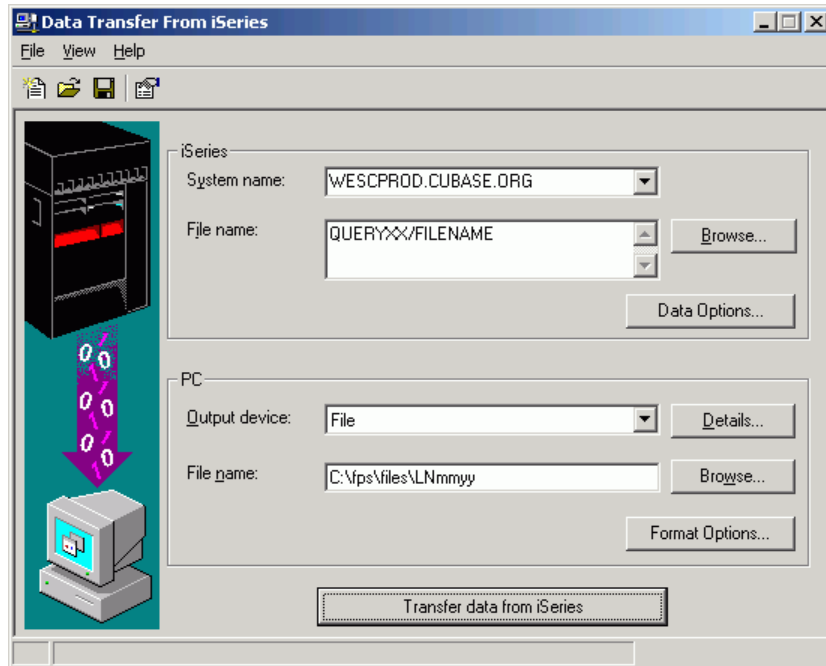 Data Transfer From iSeries
File View Help
iSeries
System name: WESCPROD.CUBASE.ORG
File name: QUERYXX/FILENAME Browse...
Data Options...
PC
Output device: File Details...
File name: C:\fps\files\LNmmyy Browse...
Format Options...
Transfer data from iSeries